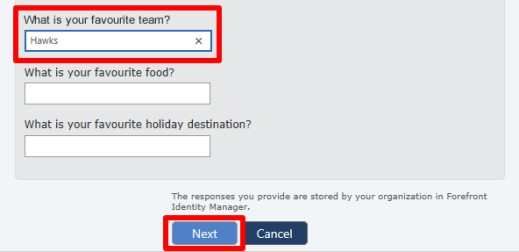 What is your favourite team?
Hawks
What is your favourite food?
What is your favourite holiday destination?
The responses you provide are stored by your organization in Forefront
Identity Manager.
Next Cancel